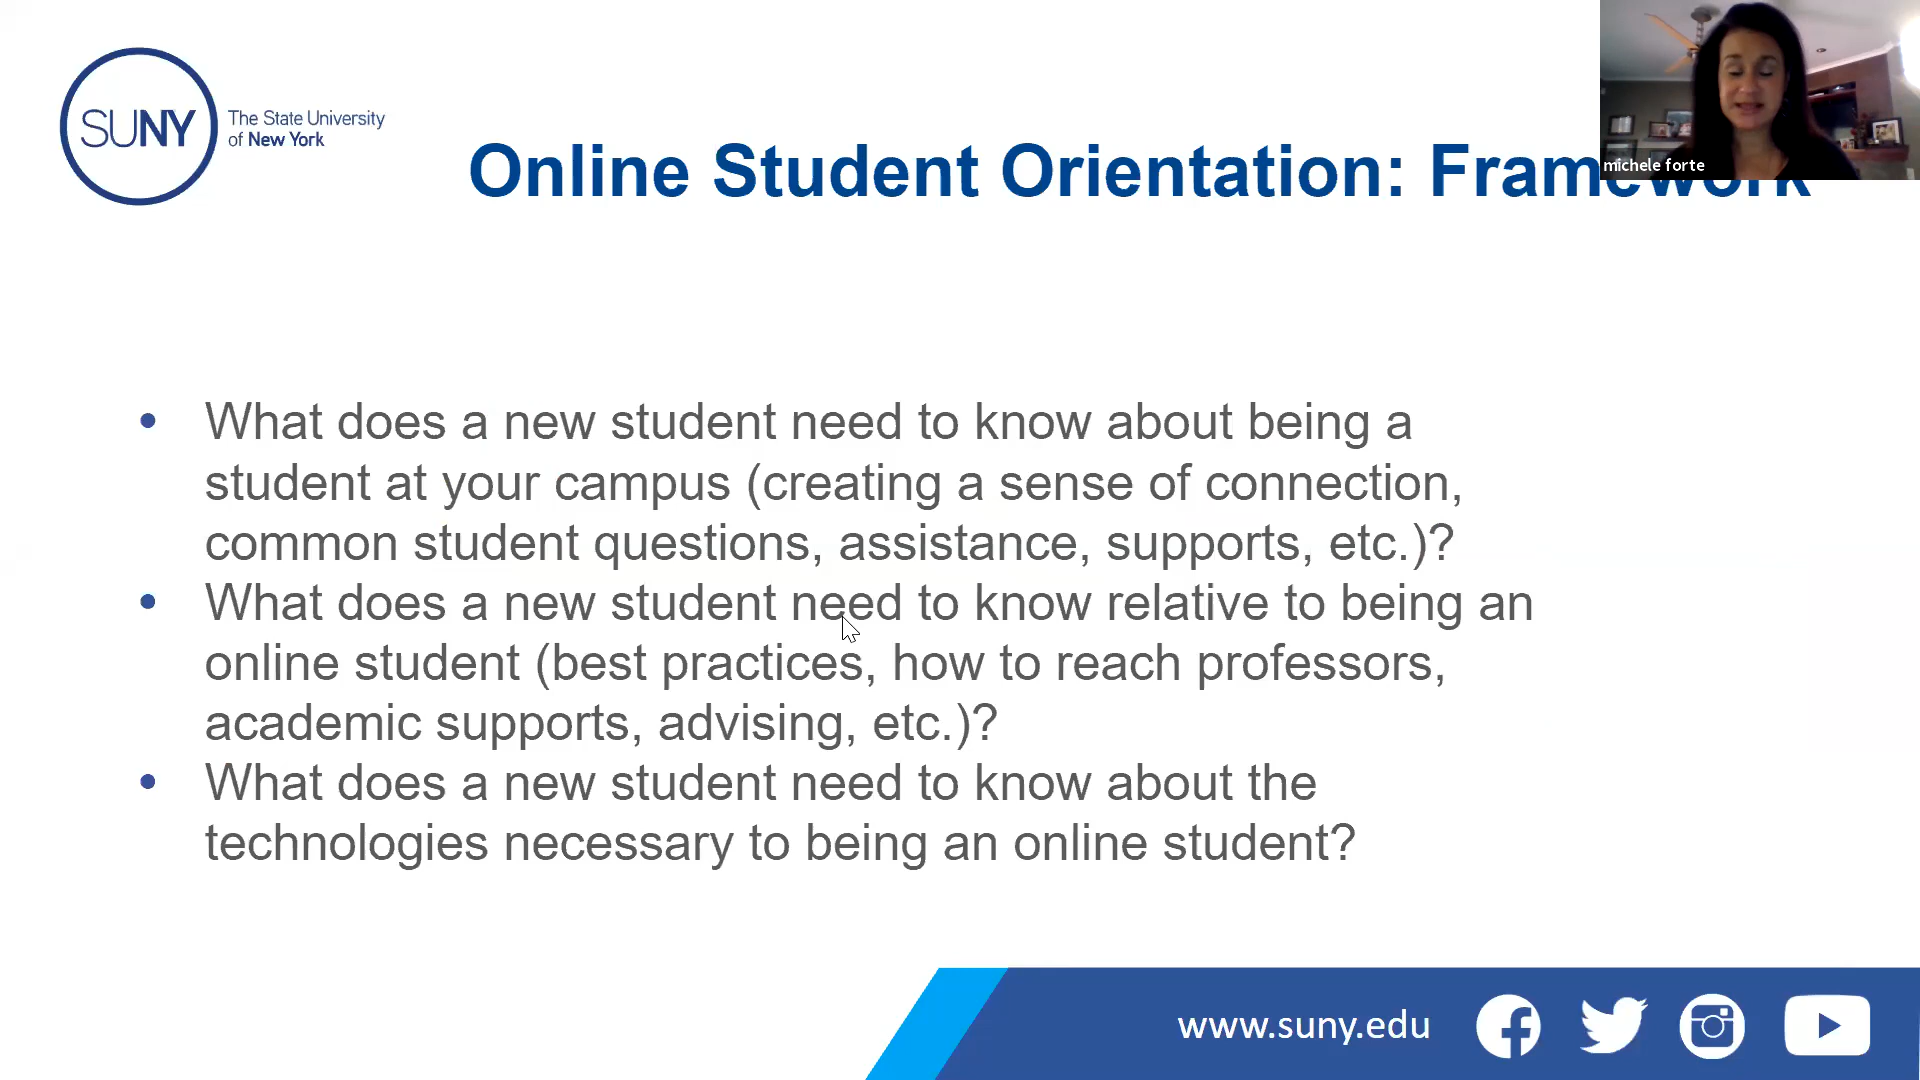 SUNY
The State University
of New York
michele forte
Online Student Orientation: Framework
• What does a new student need to know about being a
student at your campus (creating a sense of connection,
common student questions, assistance, supports, etc.)?
• What does a new student need to know relative to being an
online student (best practices, how to reach professors,
academic supports, advising, etc.)?
• What does a new student need to know about the
technologies necessary to being an online student?
www.suny.edu